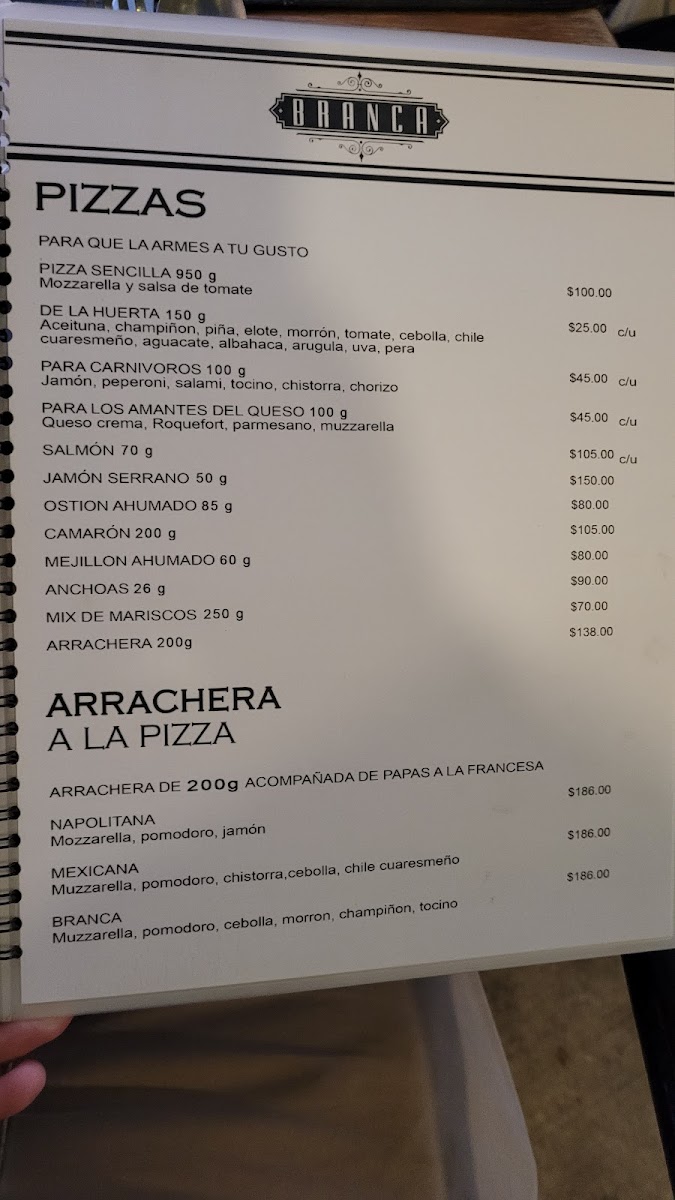 BRANCA
PIZZAS
PARA QUE LA ARMES A TU GUSTO
PIZZA SENCILLA 950 g
Mozzarella y salsa de tomate $100.00
DE LA HUERTA 150 g
Aceituna, champiñon, piña, elote, morrón, tomate, cebolla, chile $25.00 c/u
cuaresmeño, aguacate, albahaca, arugula, uva, pera
PARA CARNIVOROS 100 g
Jamón, peperoni, salami, tocino, chistorra, chorizo $45.00 c/u
PARA LOS AMANTES DEL QUESO 100 g
Queso crema, Roquefort, parmesano, muzzarella $45.00 c/u
SALMÓN 70 g $105.00 c/u
JAMÓN SERRANO 50 g $150.00
OSTION AHUMADO 85 g $80.00
CAMARÓN 200 g $105.00
MEJILLON AHUMADO 60 g $80.00
ANCHOAS 26 g $90.00
MIX DE MARISCOS 250 g $70.00
ARRACHERA 200g $138.00
ARRACHERA
A LA PIZZA
ARRACHERA DE 200g ACOMPAÑADA DE PAPAS A LA FRANCESA
NAPOLITANA $186.00
Mozzarella, pomodoro, jamón
MEXICANA $186.00
Muzzarella, pomodoro, chistorra,cebolla, chile cuaresmeño
BRANCA $186.00
Muzzarella, pomodoro, cebolla, morron, champiñon, tocino